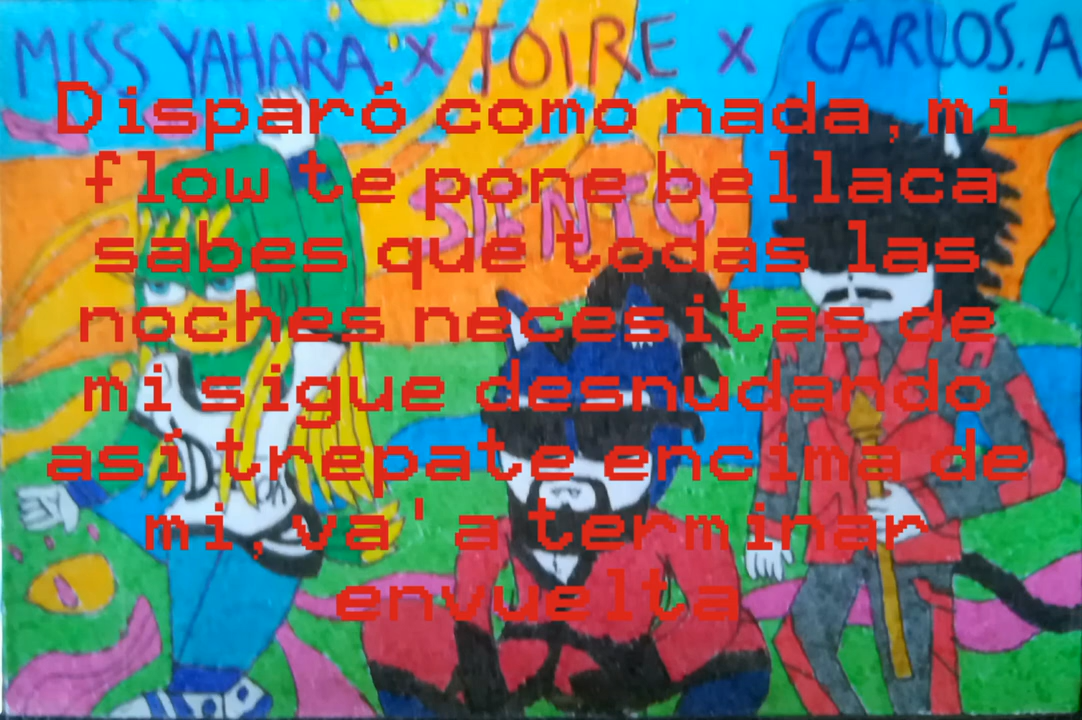 MISS YAHARA x TOIRE x CARLOS.A
Disparó como nada, mi
flow te pone bellaca
SIENTO
sabes que todas las
noches necesitas de
mi sigue desnudando
así trepate encima de
mi, va' a terminar
envuelta